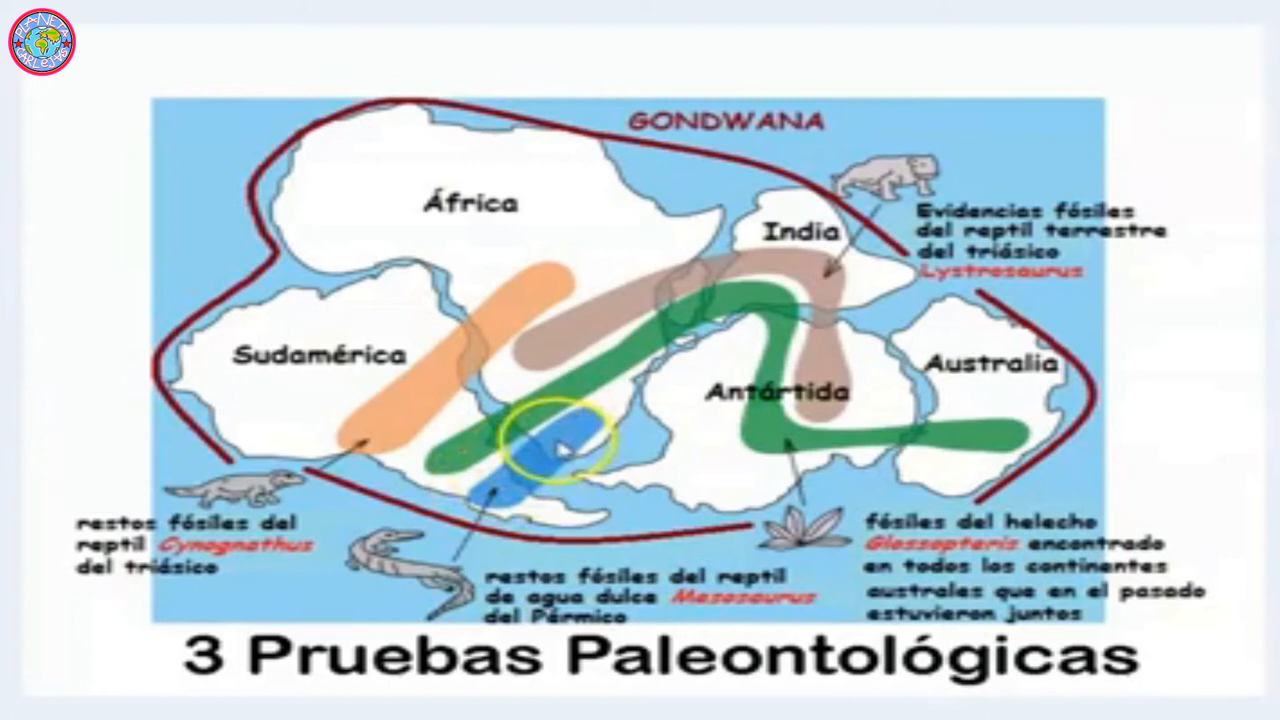 PLANETA
CARLEJAS
GONDWANA
África
India
Evidencias fósiles
del reptil terrestre
del triásico
Lystrosaurus
Sudamérica
Antártida
Australia
restos fósiles del
reptil Cynognathus
del triásico
restos fósiles del reptil
de agua dulce Mesosaurus
del Pérmico
fósiles del helecho
Glossopteris encontrado
en todos los continentes
australes que en el pasado
estuvieron juntos
3 Pruebas Paleontológicas